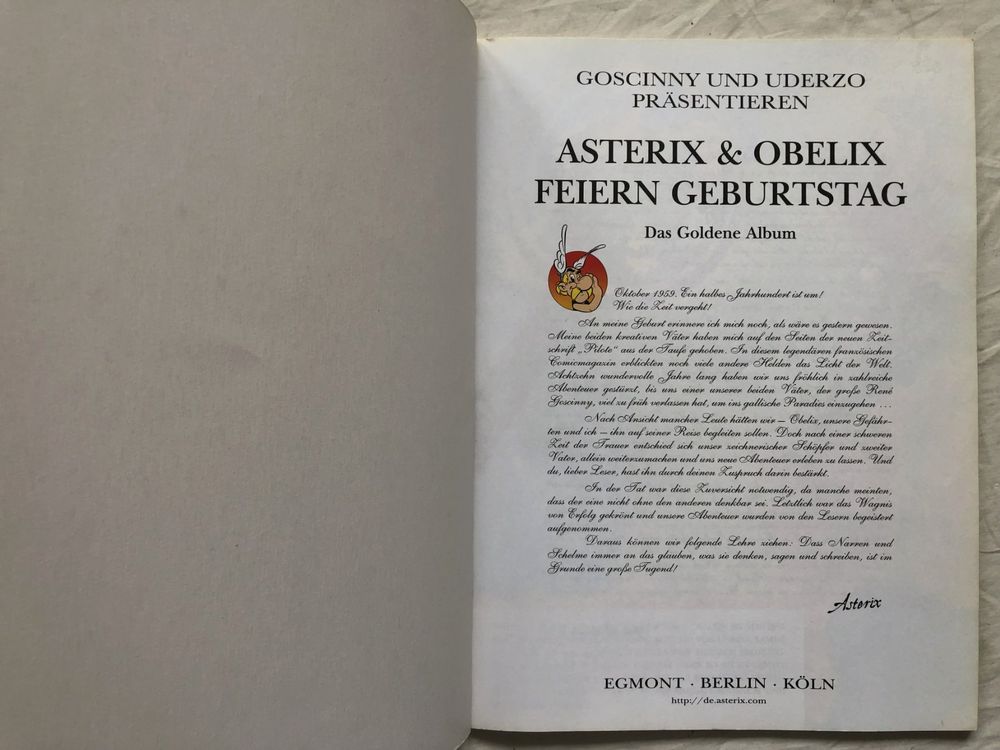 GOSCINNY UND UDERZO
PRÄSENTIEREN
ASTERIX & OBELIX
FEIERN GEBURTSTAG
Das Goldene Album
Oktober 1959. Ein halbes Jahrhundert ist um!
Wie die Zeit vergeht!
An meine Geburt erinnere ich mich noch, als wäre es gestern gewesen.
Meine beiden kreativen Väter haben mich auf den Seiten der neuen Zeit-
schrift „Pilote“ aus der Taufe gehoben. In diesem legendären französischen
Comicmagazin erblickten noch viele andere Helden das Licht der Welt.
Achtzehn wundervolle Jahre lang haben wir uns fröhlich in zahlreiche
Abenteuer gestürzt, bis uns einer unserer beiden Väter, der große René
Goscinny, viel zu früh verlassen hat, um ins gallische Paradies einzugehen ...
Nach Ansicht mancher Leute hätten wir – Obelix, unsere Gefähr-
ten und ich – ihn auf seiner Reise begleiten sollen. Doch nach einer schweren
Zeit der Trauer entschied sich unser zeichnerischer Schöpfer und zweiter
Vater, allein weiterzumachen und uns neue Abenteuer erleben zu lassen. Und
du, lieber Leser, hast ihn durch deinen Zuspruch darin bestärkt.
In der Tat war diese Zuversicht notwendig, da manche meinten,
dass der eine nicht ohne den anderen denkbar sei. Letztlich war das Wagnis
von Erfolg gekrönt und unsere Abenteuer wurden von den Lesern begeistert
aufgenommen.
Daraus können wir folgende Lehre ziehen: Dass Narren und
Schelme immer an das glauben, was sie denken, sagen und schreiben, ist im
Grunde eine große Tugend!
Asterix
EGMONT · BERLIN · KÖLN
http://de.asterix.com